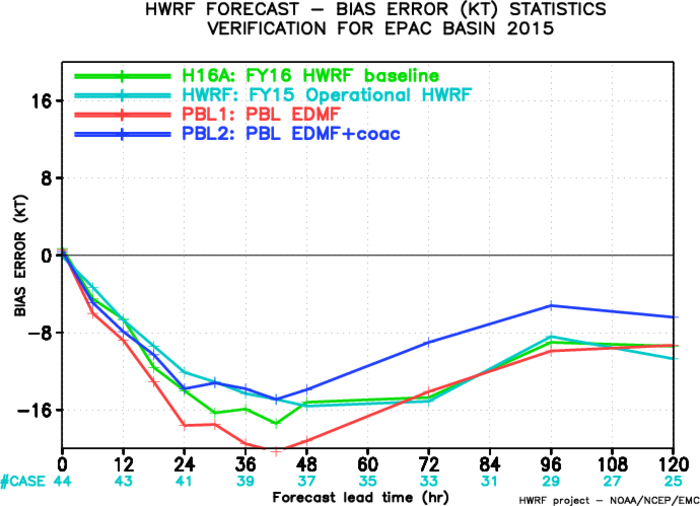 HWRF FORECAST – BIAS ERROR (KT) STATISTICS
VERIFICATION FOR EPAC BASIN 2015
H16A: FY16 HWRF baseline
HWRF: FY15 Operational HWRF
PBL1: PBL EDMF
PBL2: PBL EDMF+coac
BIAS ERROR (KT)
16
8
0
-8
-16
0 12 24 36 48 60 72 84 96 108 120
#CASE 44 43 41 39 37 35 33 31 29 27 25
Forecast lead time (hr)
HWRF project – NOAA/NCEP/EMC